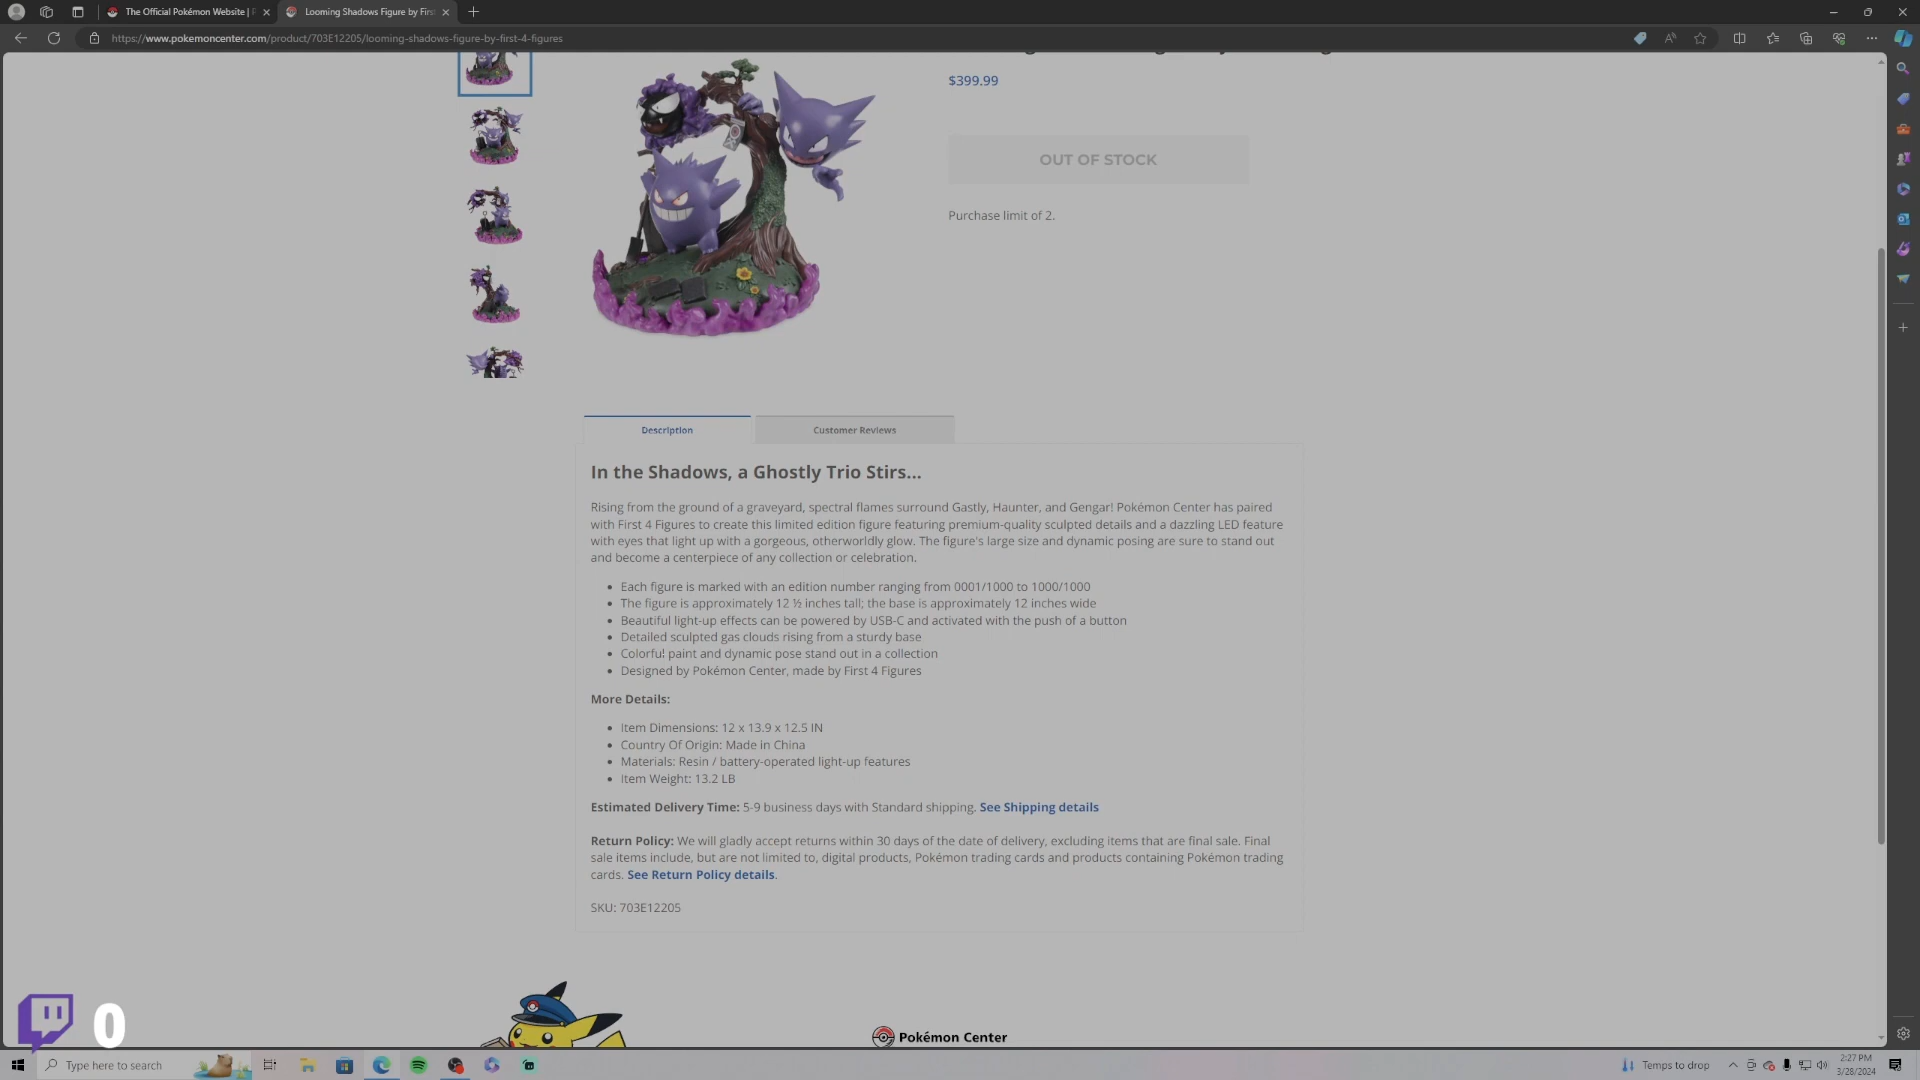 The Official Pokémon Website |
Looming Shadows Figure by Firs
https://www.pokemoncenter.com/product/703E12205/looming-shadows-figure-by-first-4-figures
$399.99
OUT OF STOCK
Purchase limit of 2.
Description
Customer Reviews
In the Shadows, a Ghostly Trio Stirs...
Rising from the ground of a graveyard, spectral flames surround Gastly, Haunter, and Gengar! Pokémon Center has paired
with First 4 Figures to create this limited edition figure featuring premium-quality sculpted details and a dazzling LED feature
with eyes that light up with a gorgeous, otherworldly glow. The figure's large size and dynamic posing are sure to stand out
and become a centerpiece of any collection or celebration.
• Each figure is marked with an edition number ranging from 0001/1000 to 1000/1000
• The figure is approximately 12 ½ inches tall; the base is approximately 12 inches wide
• Beautiful light-up effects can be powered by USB-C and activated with the push of a button
• Detailed sculpted gas clouds rising from a sturdy base
• Colorful paint and dynamic pose stand out in a collection
• Designed by Pokémon Center, made by First 4 Figures
More Details:
• Item Dimensions: 12 x 13.9 x 12.5 IN
• Country Of Origin: Made in China
• Materials: Resin / battery-operated light-up features
• Item Weight: 13.2 LB
Estimated Delivery Time: 5-9 business days with Standard shipping. See Shipping details
Return Policy: We will gladly accept returns within 30 days of the date of delivery, excluding items that are final sale. Final
sale items include, but are not limited to, digital products, Pokémon trading cards and products containing Pokémon trading
cards. See Return Policy details.
SKU: 703E12205
0
Pokémon Center
Type here to search
Temps to drop
2:27 PM
3/28/2024